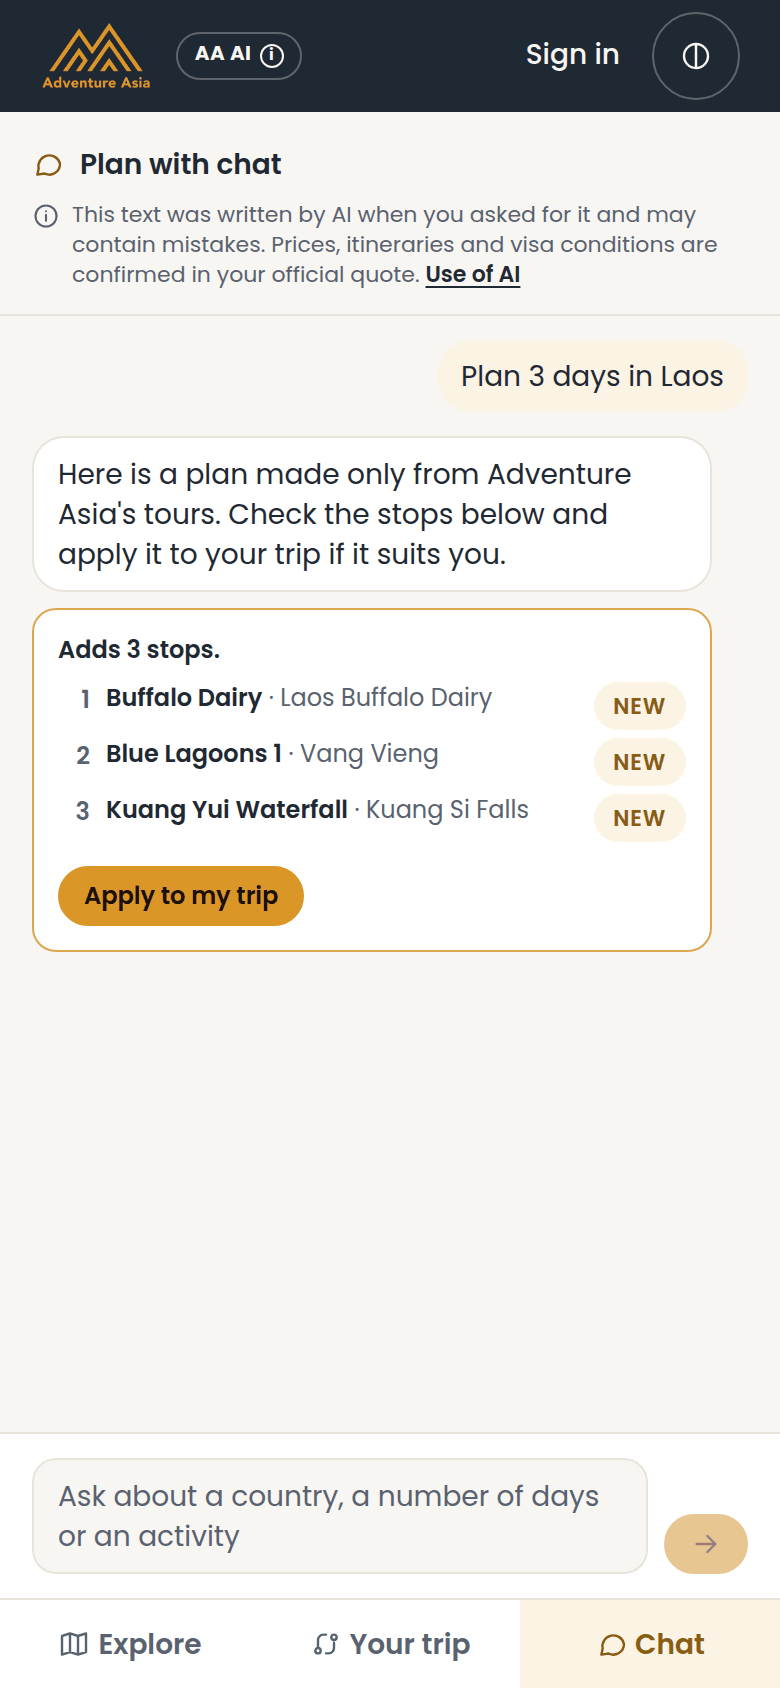 Adventure Asia
AA AI
Sign in
Plan with chat
This text was written by AI when you asked for it and may
contain mistakes. Prices, itineraries and visa conditions are
confirmed in your official quote. Use of AI
Plan 3 days in Laos
Here is a plan made only from Adventure
Asia's tours. Check the stops below and
apply it to your trip if it suits you.
Adds 3 stops.
1 Buffalo Dairy · Laos Buffalo Dairy NEW
2 Blue Lagoons 1 · Vang Vieng NEW
3 Kuang Yui Waterfall · Kuang Si Falls NEW
Apply to my trip
Ask about a country, a number of days
or an activity
Explore
Your trip
Chat